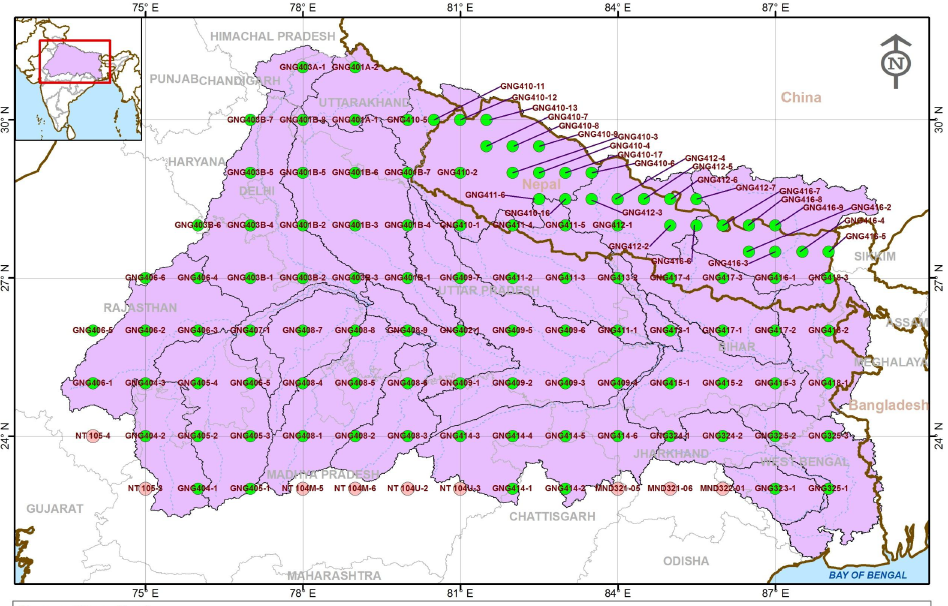 75° E
78° E
81° E
84° E
87° E
HIMACHAL PRADESH
N
GNG403A-1
GNG401A-2
PUNJAB
CHANDIGARH
GNG410-11
China
GNG410-12
UTTARAKHAND
GNG410-13
30° N
GNG403B-7
GNG401B-9
GNG401A-1
GNG410-5
GNG410-7
30° N
GNG410-8
GNG410-9
GNG410-3
GNG410-4
GNG410-17
HARYANA
GNG410-6
GNG412-4
GNG412-5
GNG403B-5
GNG401B-5
GNG401B-6
GNG401B-7
GNG410-2
GNG412-6
DELHI
Nepal
GNG412-7
GNG416-7
GNG411-6
GNG416-8
GNG416-9
GNG416-2
GNG410-16
GNG412-3
GNG416-4
GNG403B-6
GNG401B-2
GNG401B-3
GNG401B-4
GNG410-1
GNG411-4
GNG411-5
GNG412-1
GNG416-5
GNG412-2
SIKKIM
GNG416-6
GNG416-3
27° N
GNG406-6
GNG406-4
GNG403B-1
GNG403B-2
GNG403B-3
GNG401B-1
GNG409-7
GNG411-2
GNG411-3
GNG413-2
GNG417-4
GNG417-3
GNG416-1
GNG418-3
27° N
UTTAR PRADESH
RAJASTHAN
ASSAM
GNG406-5
GNG406-2
GNG406-3
GNG407-1
GNG408-7
GNG408-8
GNG408-9
GNG402-1
GNG409-5
GNG409-6
GNG411-1
GNG413-1
GNG417-1
GNG417-2
GNG418-2
BIHAR
MEGHALAYA
GNG406-1
GNG404-3
GNG405-4
GNG405-5
GNG408-4
GNG408-5
GNG408-6
GNG409-1
GNG409-2
GNG409-3
GNG409-4
GNG415-1
GNG415-2
GNG415-3
GNG418-1
Bangladesh
24° N
NT 105-4
GNG404-2
GNG405-2
GNG405-3
GNG408-1
GNG408-2
GNG408-3
GNG414-3
GNG414-4
GNG414-5
GNG414-6
GNG324-1
GNG324-2
GNG325-2
GNG325-3
24° N
JHARKHAND
WEST BENGAL
MADHYA PRADESH
GNG404-1
GNG405-1
NT 104M-5
NT 104M-6
NT 104U-2
NT 104U-3
GNG414-1
GNG414-2
MND321-05
MND321-06
MND322-01
GNG323-1
GNG325-1
GUJARAT
CHATTISGARH
ODISHA
MAHARASHTRA
BAY OF BENGAL
75° E
78° E
81° E
84° E
87° E